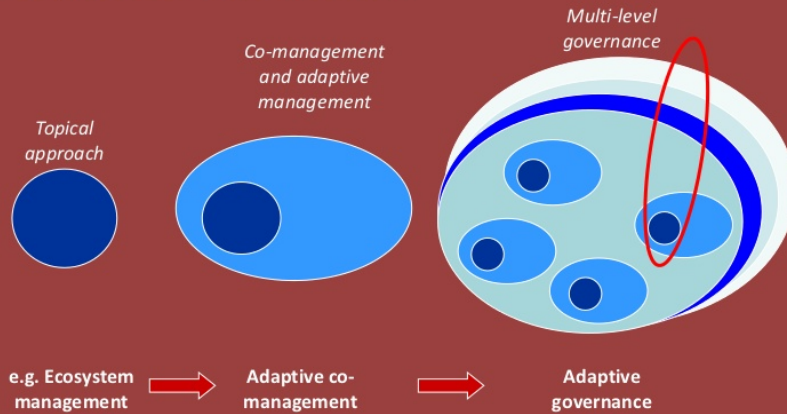 Topical
approach
Co-management
and adaptive
management
Multi-level
governance
e.g. Ecosystem
management
Adaptive co-
management
Adaptive
governance